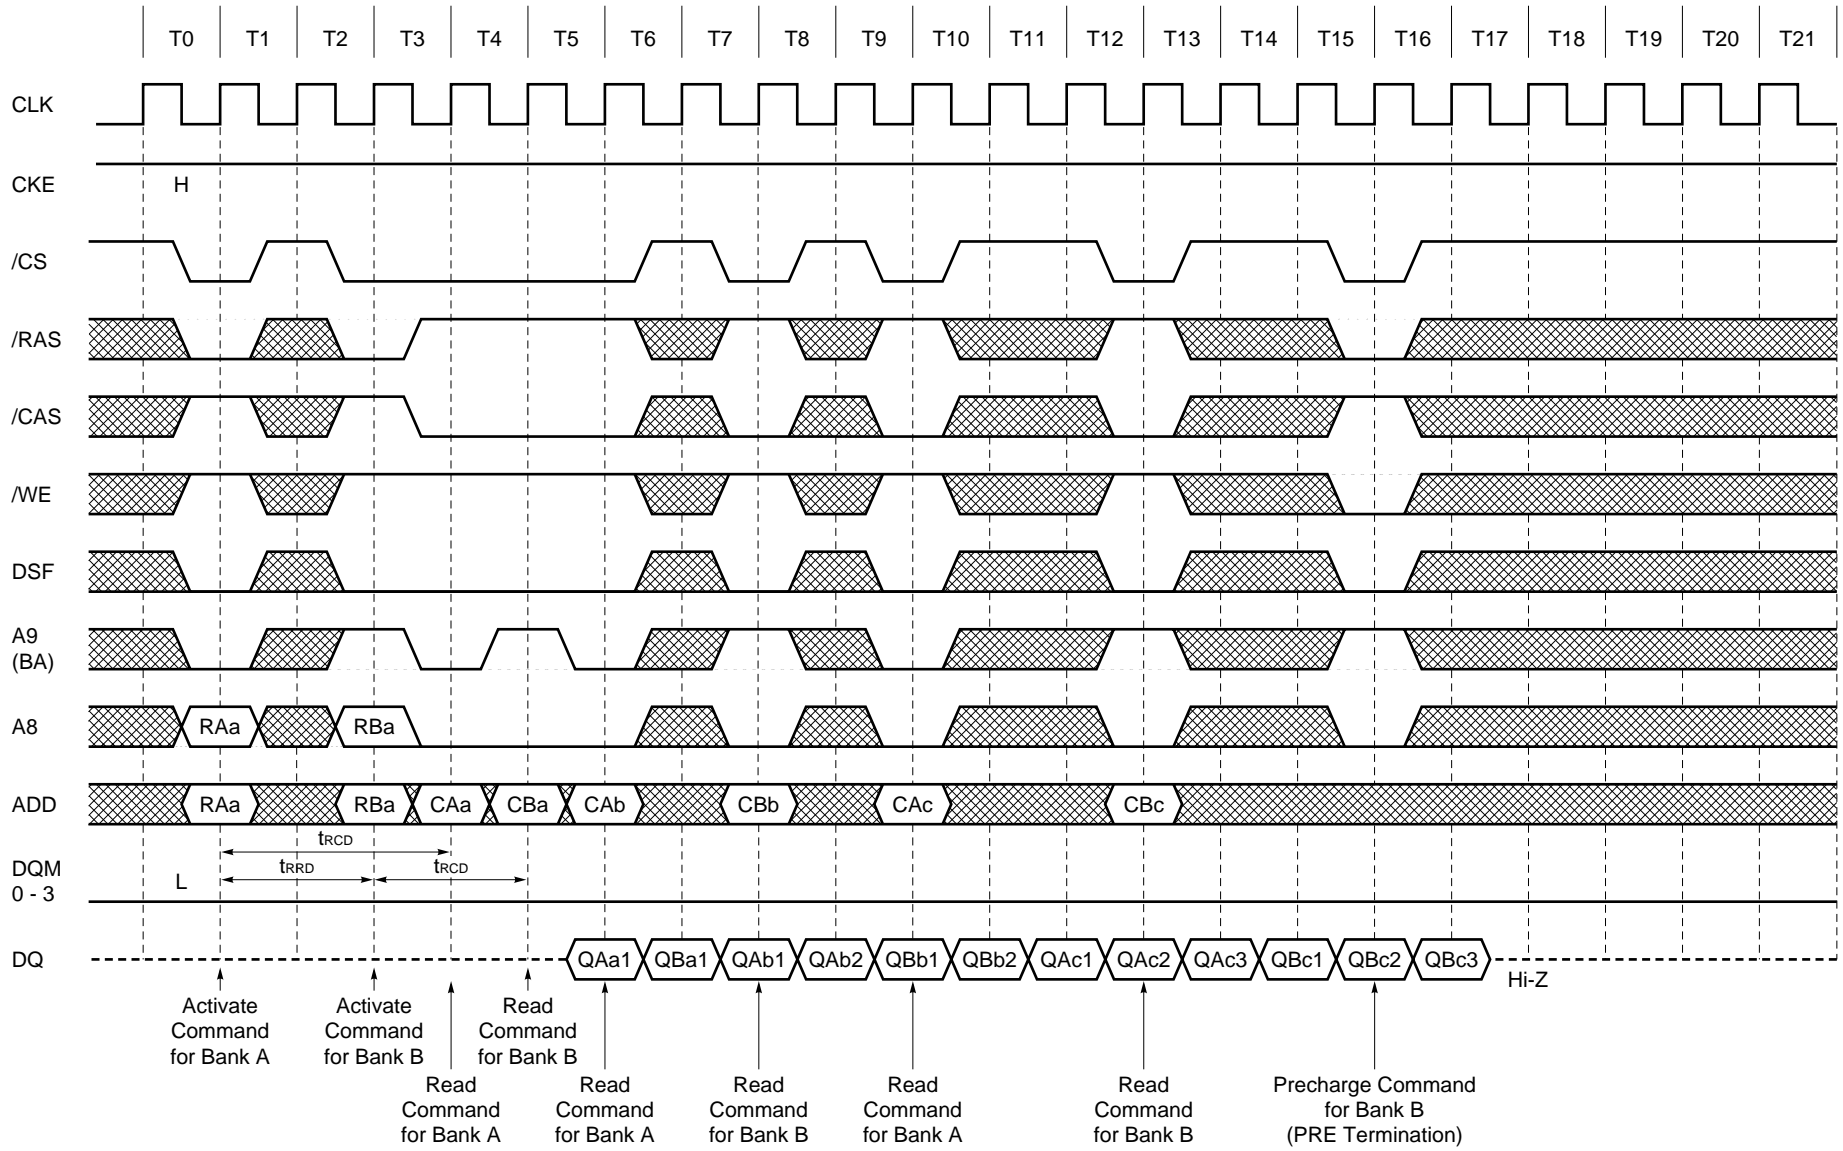 T0 T1 T2 T3 T4 T5 T6 T7 T8 T9 T10 T11 T12 T13 T14 T15 T16 T17 T18 T19 T20 T21
CLK
CKE
H
/CS
/RAS
/CAS
/WE
DSF
A9
(BA)
A8 RAa RBa
ADD RAa RBa CAa CBa CAb CBb CAc CBc
tRCD
DQM
0 - 3
L
tRRD tRCD
DQ QAa1 QBa1 QAb1 QAb2 QBb1 QBb2 QAc1 QAc2 QAc3 QBc1 QBc2 QBc3
Hi-Z
Activate
Command
for Bank A
Activate
Command
for Bank B
Read
Command
for Bank B
Read
Command
for Bank A
Read
Command
for Bank A
Read
Command
for Bank B
Read
Command
for Bank A
Read
Command
for Bank B
Precharge Command
for Bank B
(PRE Termination)